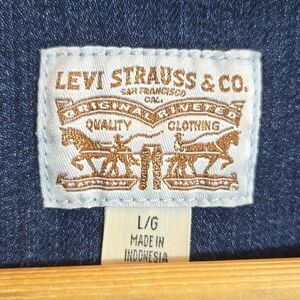 LEVI STRAUSS & CO.
SAN FRANCISCO
CAL.
ORIGINAL RIVETED
QUALITY CLOTHING
L/G
MADE IN
INDONESIA